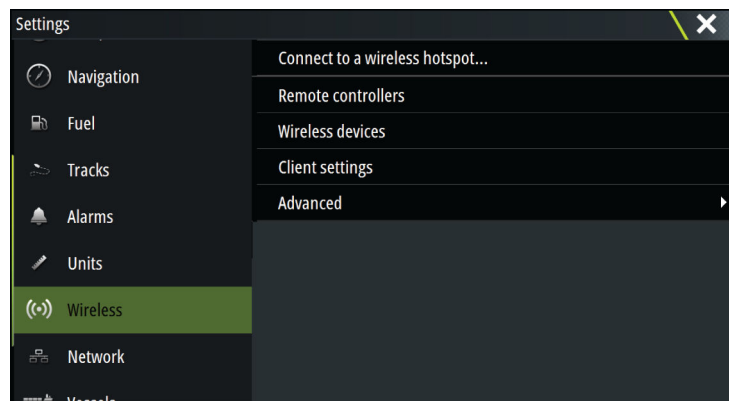 Settings
Navigation
Fuel
Tracks
Alarms
Units
Wireless
Network
Vessels
Connect to a wireless hotspot...
Remote controllers
Wireless devices
Client settings
Advanced